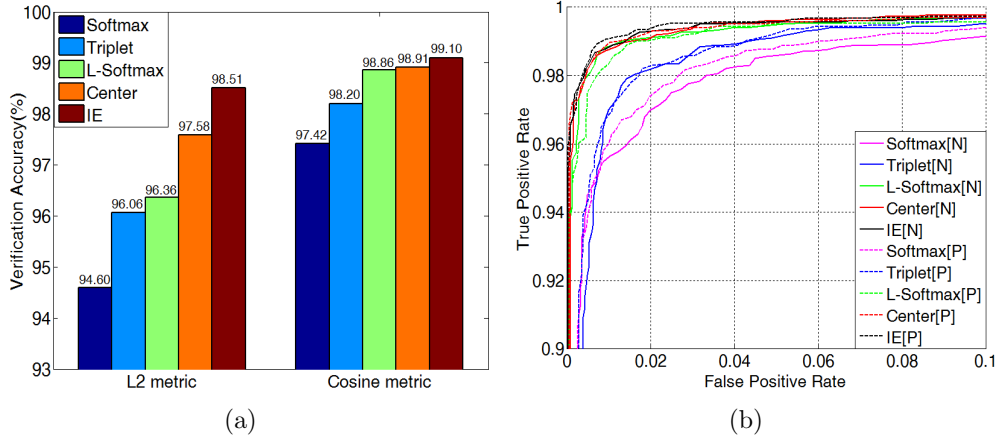 Softmax
Triplet
L-Softmax
Center
IE
101
100
99
98
97
96
95
94
93
Verification Accuracy(%)
94.60
96.06
96.36
97.58
98.51
97.42
98.20
98.86
98.91
99.10
L2 metric
Cosine metric
(a)
1
0.98
0.96
0.94
0.92
0.9
True Positive Rate
0
0.02
0.04
0.06
0.08
0.1
False Positive Rate
Softmax[N]
Triplet[N]
L-Softmax[N]
Center[N]
IE[N]
Softmax[P]
Triplet[P]
L-Softmax[P]
Center[P]
IE[P]
(b)